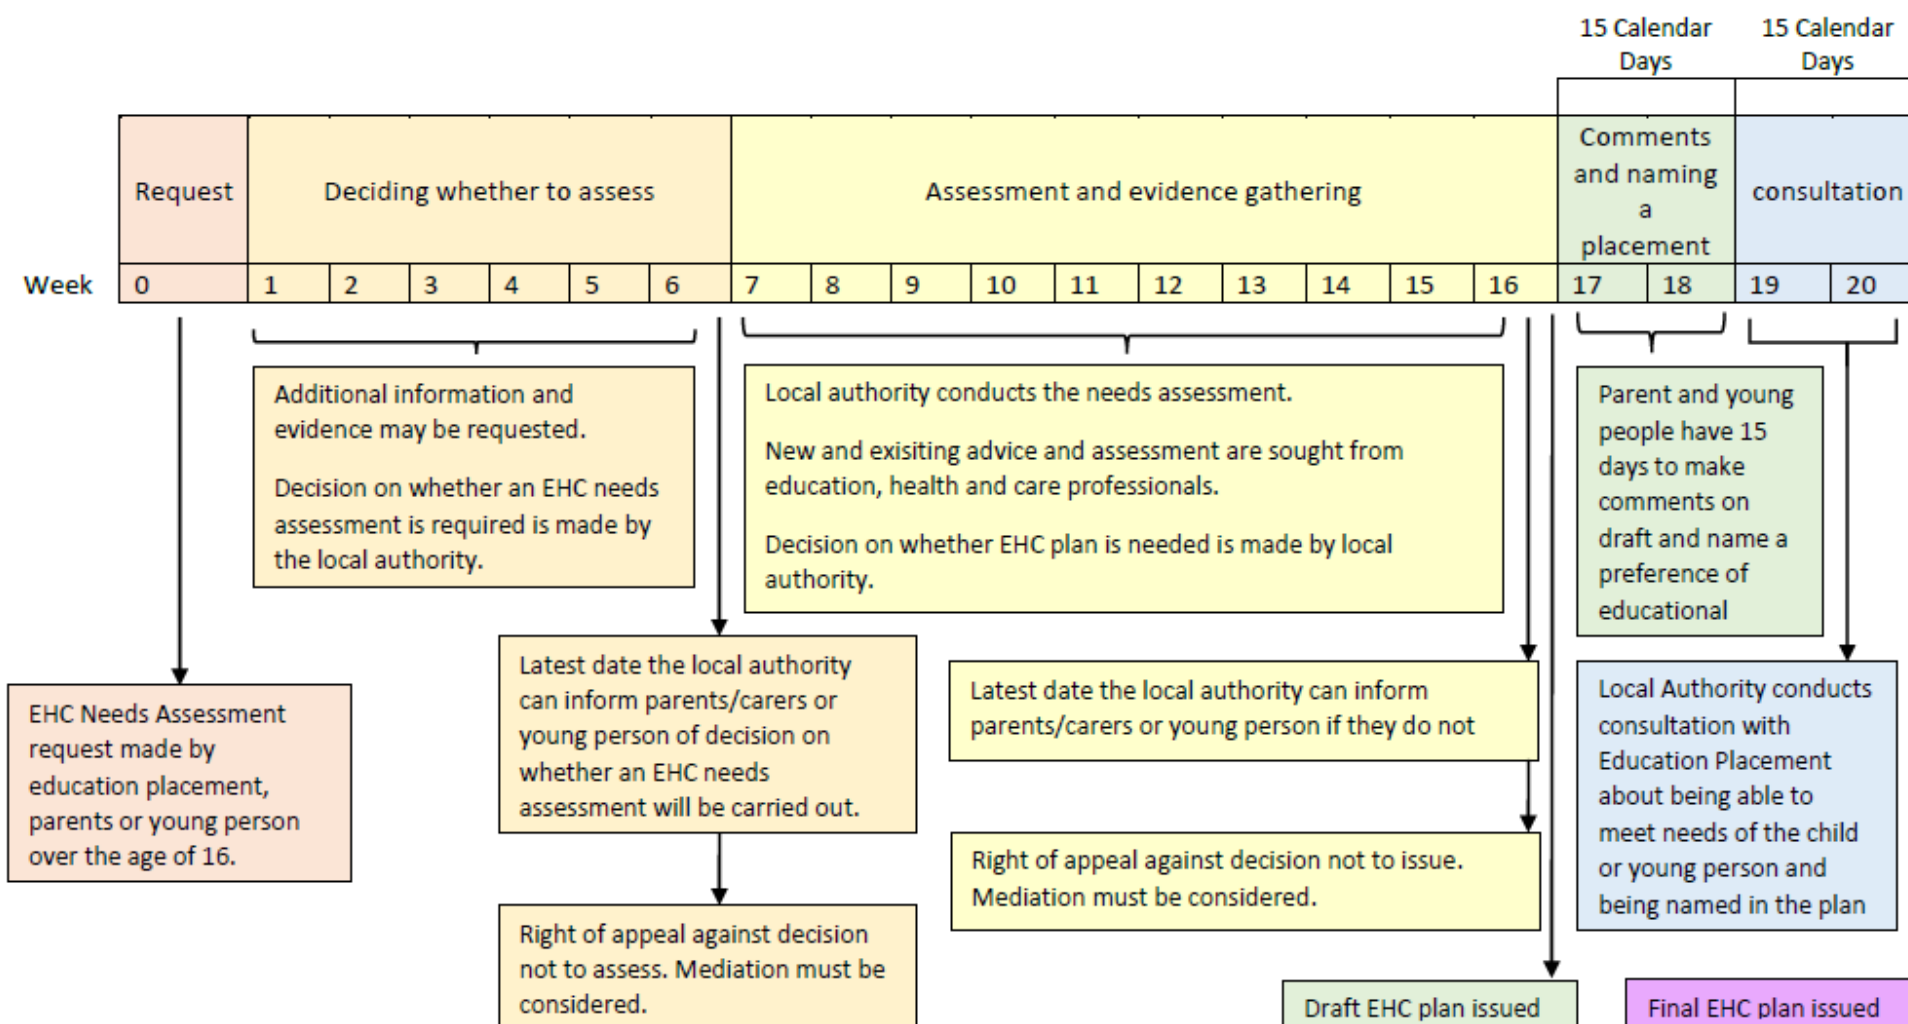 15 Calendar
Days
15 Calendar
Days
Request
Deciding whether to assess
Assessment and evidence gathering
Comments
and naming
a
placement
consultation
Week 0 1 2 3 4 5 6 7 8 9 10 11 12 13 14 15 16 17 18 19 20
EHC Needs Assessment
request made by
education placement,
parents or young person
over the age of 16.
Additional information and
evidence may be requested.
Decision on whether an EHC needs
assessment is required is made by
the local authority.
Latest date the local authority
can inform parents/carers or
young person of decision on
whether an EHC needs
assessment will be carried out.
Right of appeal against decision
not to assess. Mediation must be
considered.
Local authority conducts the needs assessment.
New and exisiting advice and assessment are sought from
education, health and care professionals.
Decision on whether EHC plan is needed is made by local
authority.
Latest date the local authority can inform
parents/carers or young person if they do not
Right of appeal against decision not to issue.
Mediation must be considered.
Draft EHC plan issued
Parent and young
people have 15
days to make
comments on
draft and name a
preference of
educational
Local Authority conducts
consultation with
Education Placement
about being able to
meet needs of the child
or young person and
being named in the plan
Final EHC plan issued